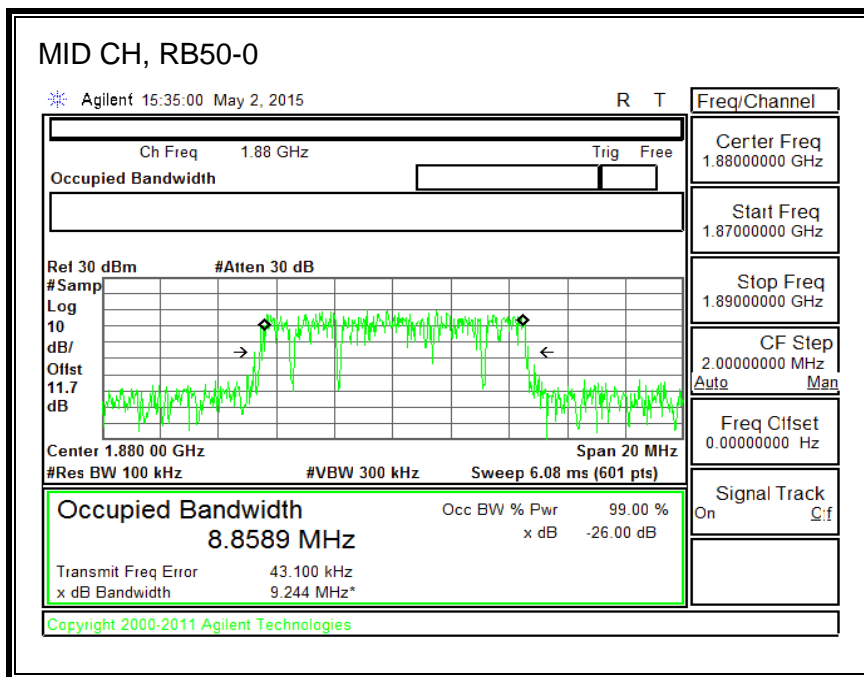 MID CH, RB50-0
Agilent 15:35:00 May 2, 2015 R T
Freq/Channel
Ch Freq 1.88 GHz Trig Free
Occupied Bandwidth
Center Freq
1.88000000 GHz
Start Freq
1.87000000 GHz
Stop Freq
1.89000000 GHz
CF Step
2.00000000 MHz
Auto Man
Freq Offset
0.00000000 Hz
Signal Track
On Off
Ref 30 dBm #Atten 30 dB
#Samp
Log
10
dB/
Offst
11.7
dB
Center 1.880 00 GHz Span 20 MHz
#Res BW 100 kHz #VBW 300 kHz Sweep 6.08 ms (601 pts)
Occupied Bandwidth
8.8589 MHz
Occ BW % Pwr 99.00 %
x dB -26.00 dB
Transmit Freq Error 43.100 kHz
x dB Bandwidth 9.244 MHz*
Copyright 2000-2011 Agilent Technologies